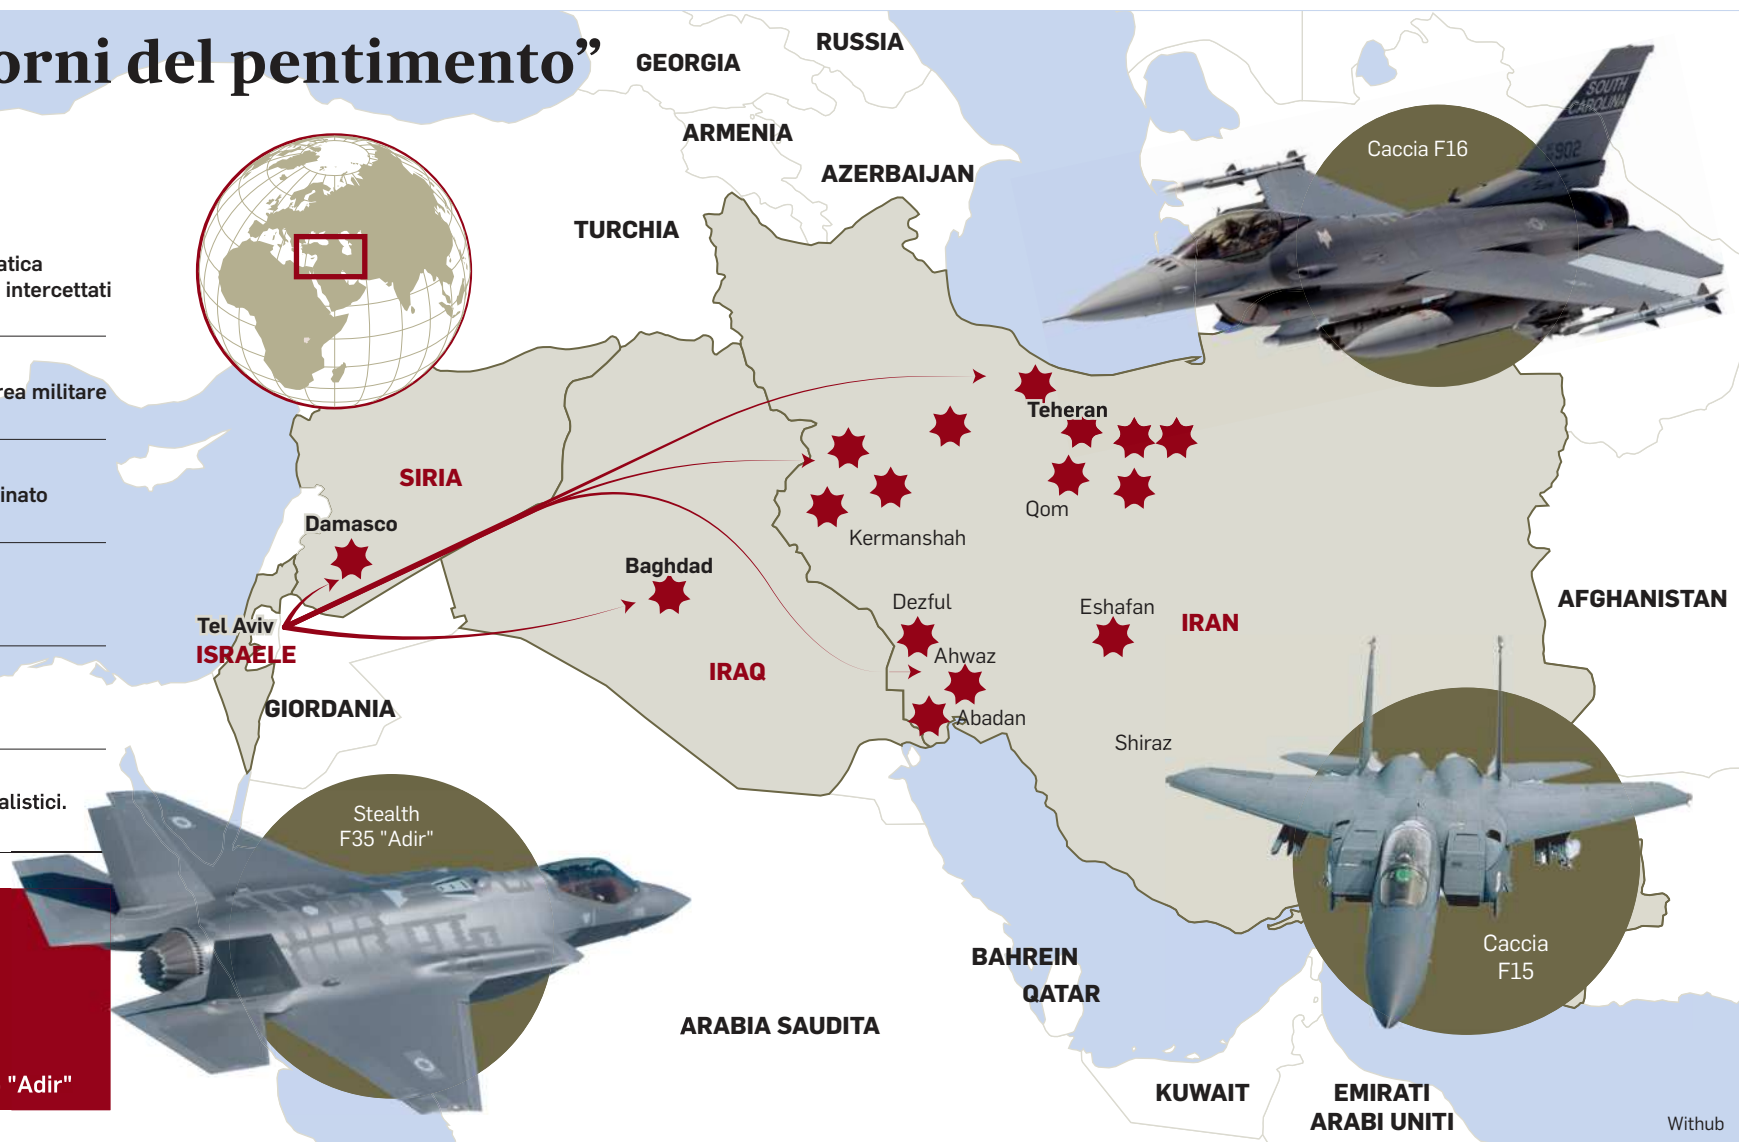 orni del pentimento”
RUSSIA
GEORGIA
ARMENIA
AZERBAIJAN
TURCHIA
SOUTH
CAROLINA
902
Caccia F16
atica
intercettati
rea militare
inato
alistici.
"Adir"
SIRIA
Damasco
Teheran
Qom
Kermanshah
Baghdad
Dezful
Eshafan
IRAN
AFGHANISTAN
Tel Aviv
ISRAELE
Ahwaz
IRAQ
GIORDANIA
Abadan
Shiraz
Stealth
F35 "Adir"
Caccia
F15
BAHREIN
QATAR
ARABIA SAUDITA
KUWAIT
EMIRATI
ARABI UNITI
Withub